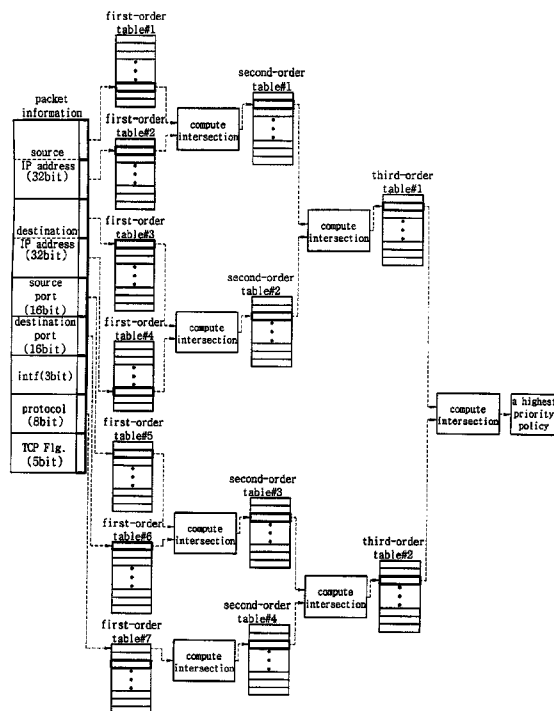 packet
information
source
IP address
(32bit)
destination
IP address
(32bit)
source
port
(16bit)
destination
port
(16bit)
intf(3bit)
protocol
(8bit)
TCP Flg.
(5bit)
first-order
table#1
first-order
table#2
first-order
table#3
first-order
table#4
first-order
table#5
first-order
table#6
first-order
table#7
compute
intersection
compute
intersection
compute
intersection
compute
intersection
second-order
table#1
second-order
table#2
second-order
table#3
second-order
table#4
compute
intersection
compute
intersection
third-order
table#1
third-order
table#2
compute
intersection
a highest
priority
policy